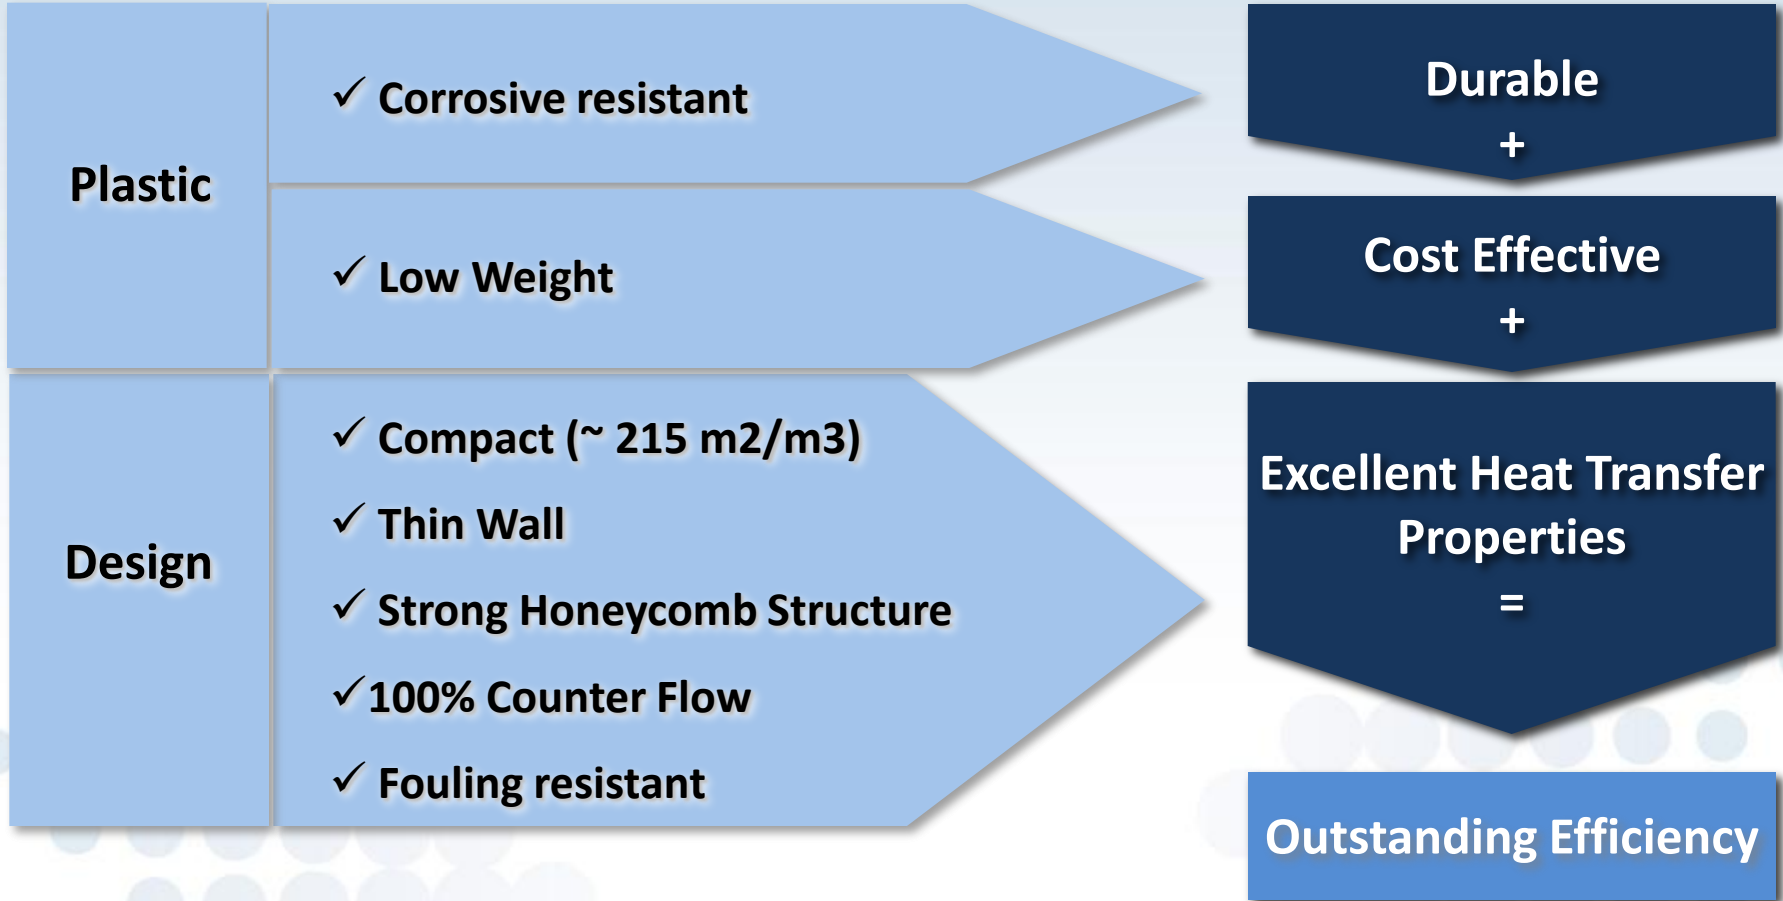 Plastic
✓ Corrosive resistant
✓ Low Weight
Design
✓ Compact (~ 215 m2/m3)
✓ Thin Wall
✓ Strong Honeycomb Structure
✓100% Counter Flow
✓ Fouling resistant
Durable
+
Cost Effective
+
Excellent Heat Transfer
Properties
=
Outstanding Efficiency